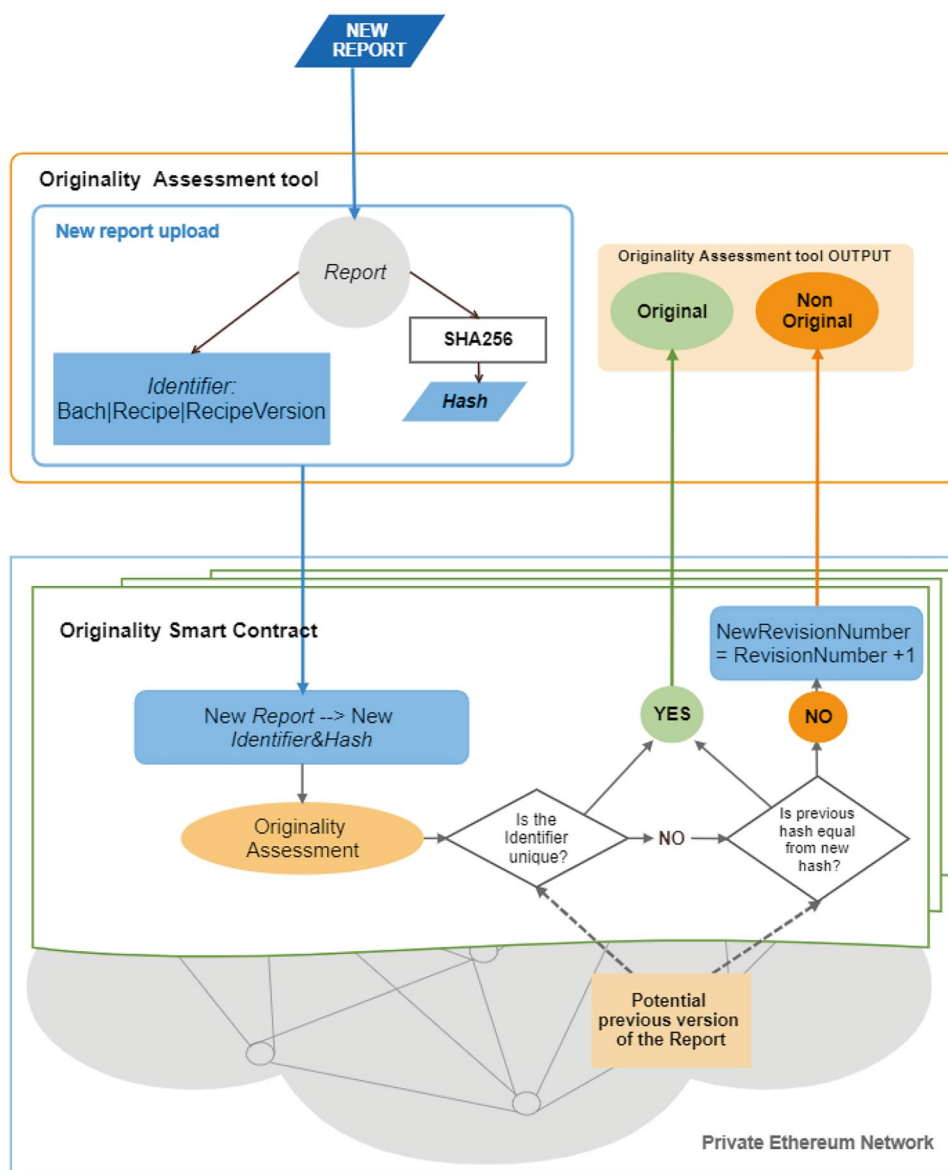 NEW
REPORT
Originality Assessment tool
New report upload
Report
SHA256
Hash
Identifier:
Bach|Recipe|RecipeVersion
Originality Assessment tool OUTPUT
Original
Non
Original
Originality Smart Contract
New Report --> New
Identifier&Hash
Originality
Assessment
Is the
Identifier
unique?
NO
Is previous
hash equal
from new
hash?
YES
NO
NewRevisionNumber
= RevisionNumber +1
Potential
previous version
of the Report
Private Ethereum Network